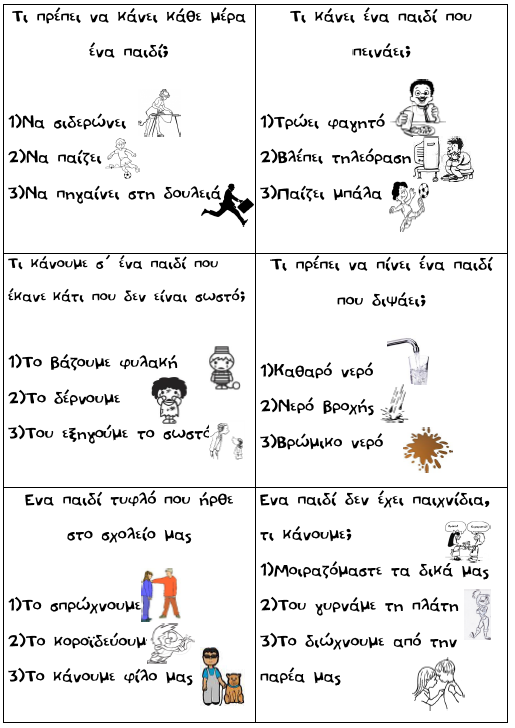 Τι πρέπει να κάνει κάθε μέρα
ένα παιδί;
1)Να σιδερώνει
2)Να παίζει
3)Να πηγαίνει στη δουλειά
Τι κάνει ένα παιδί που
πεινάει;
1)Τρώει φαγητό
2)Βλέπει τηλεόραση
3)Παίζει μπάλα
Τι κάνουμε σ΄ ένα παιδί που
έκανε κάτι που δεν είναι σωστό;
1)Το βάζουμε φυλακή
2)Το δέρνουμε
3)Του εξηγούμε το σωστό
Τι πρέπει να πίνει ένα παιδί
που διψάει;
1)Καθαρό νερό
2)Νερό βροχής
3)Βρώμικο νερό
Ενα παιδί τυφλό που ήρθε
στο σχολείο μας
1)Το σπρώχνουμε
2)Το κοροϊδεύουμ
3)Το κάνουμε φίλο μας
Ενα παιδί δεν έχει παιχνίδια,
τι κάνουμε;
1)Μοιραζόμαστε τα δικά μας
2)Του γυρνάμε τη πλάτη
3)Το διώχνουμε από την
παρέα μας